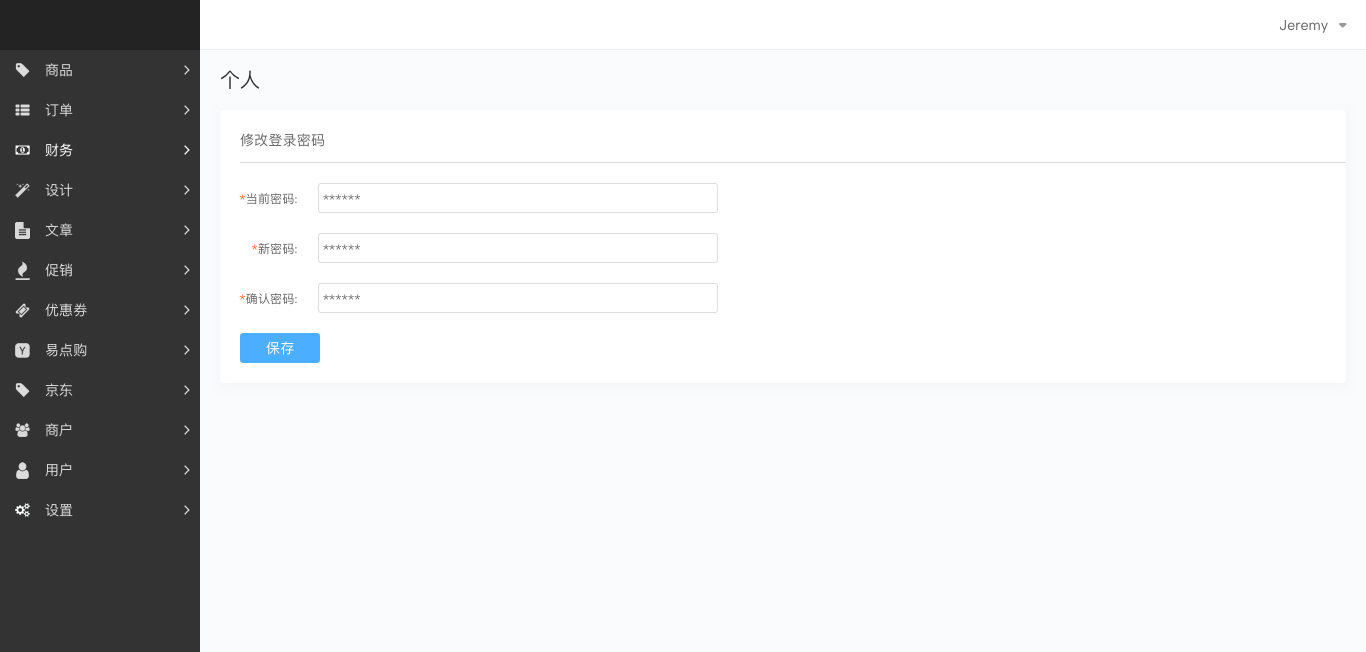 Jeremy
商品
订单
财务
设计
文章
促销
优惠券
Y 易点购
京东
商户
用户
设置
个人
修改登录密码
*当前密码: ******
*新密码: ******
*确认密码: ******
保存